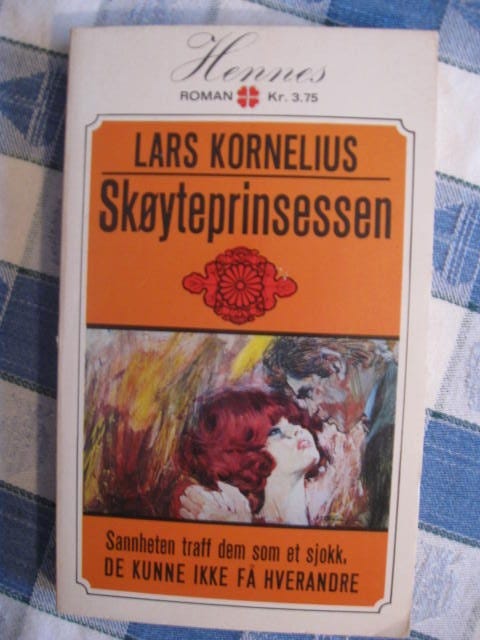 Hennes
ROMAN Kr. 3.75
LARS KORNELIUS
Skøyteprinsessen
Sannheten traff dem som et sjokk.
DE KUNNE IKKE FÅ HVERANDRE